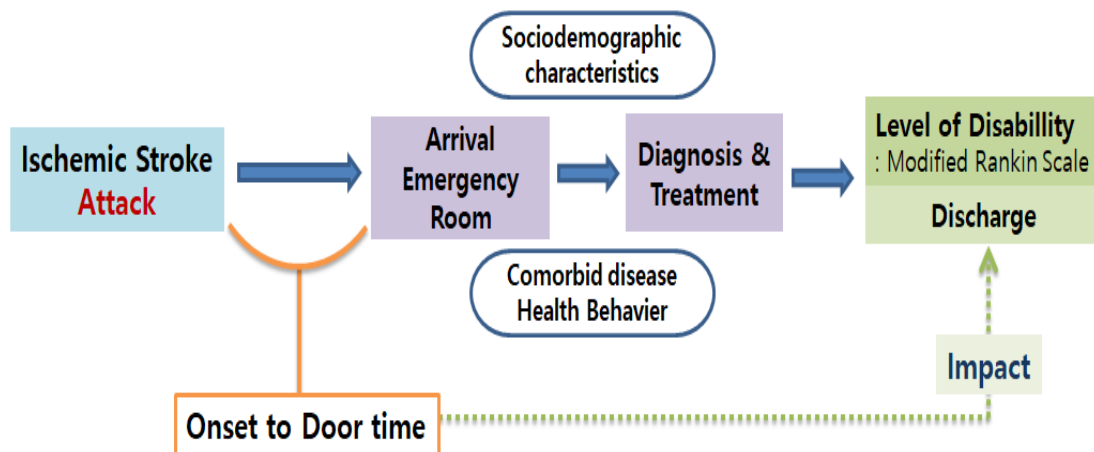 Sociodemographic
characteristics
Ischemic Stroke
Attack
Arrival
Emergency
Room
Diagnosis &
Treatment
Level of Disabillity
: Modified Rankin Scale
Discharge
Comorbid disease
Health Behavier
Impact
Onset to Door time